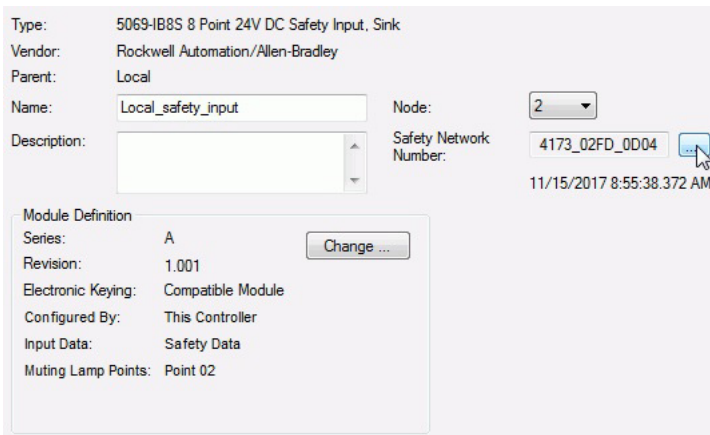 Type: 5069-IB8S 8 Point 24V DC Safety Input, Sink
Vendor: Rockwell Automation/Allen-Bradley
Parent: Local
Name: Local_safety_input Node: 2
Description: Safety Network Number: 4173_02FD_0D04 ...
11/15/2017 8:55:38.372 AM
Module Definition
Series: A Change ...
Revision: 1.001
Electronic Keying: Compatible Module
Configured By: This Controller
Input Data: Safety Data
Muting Lamp Points: Point 02